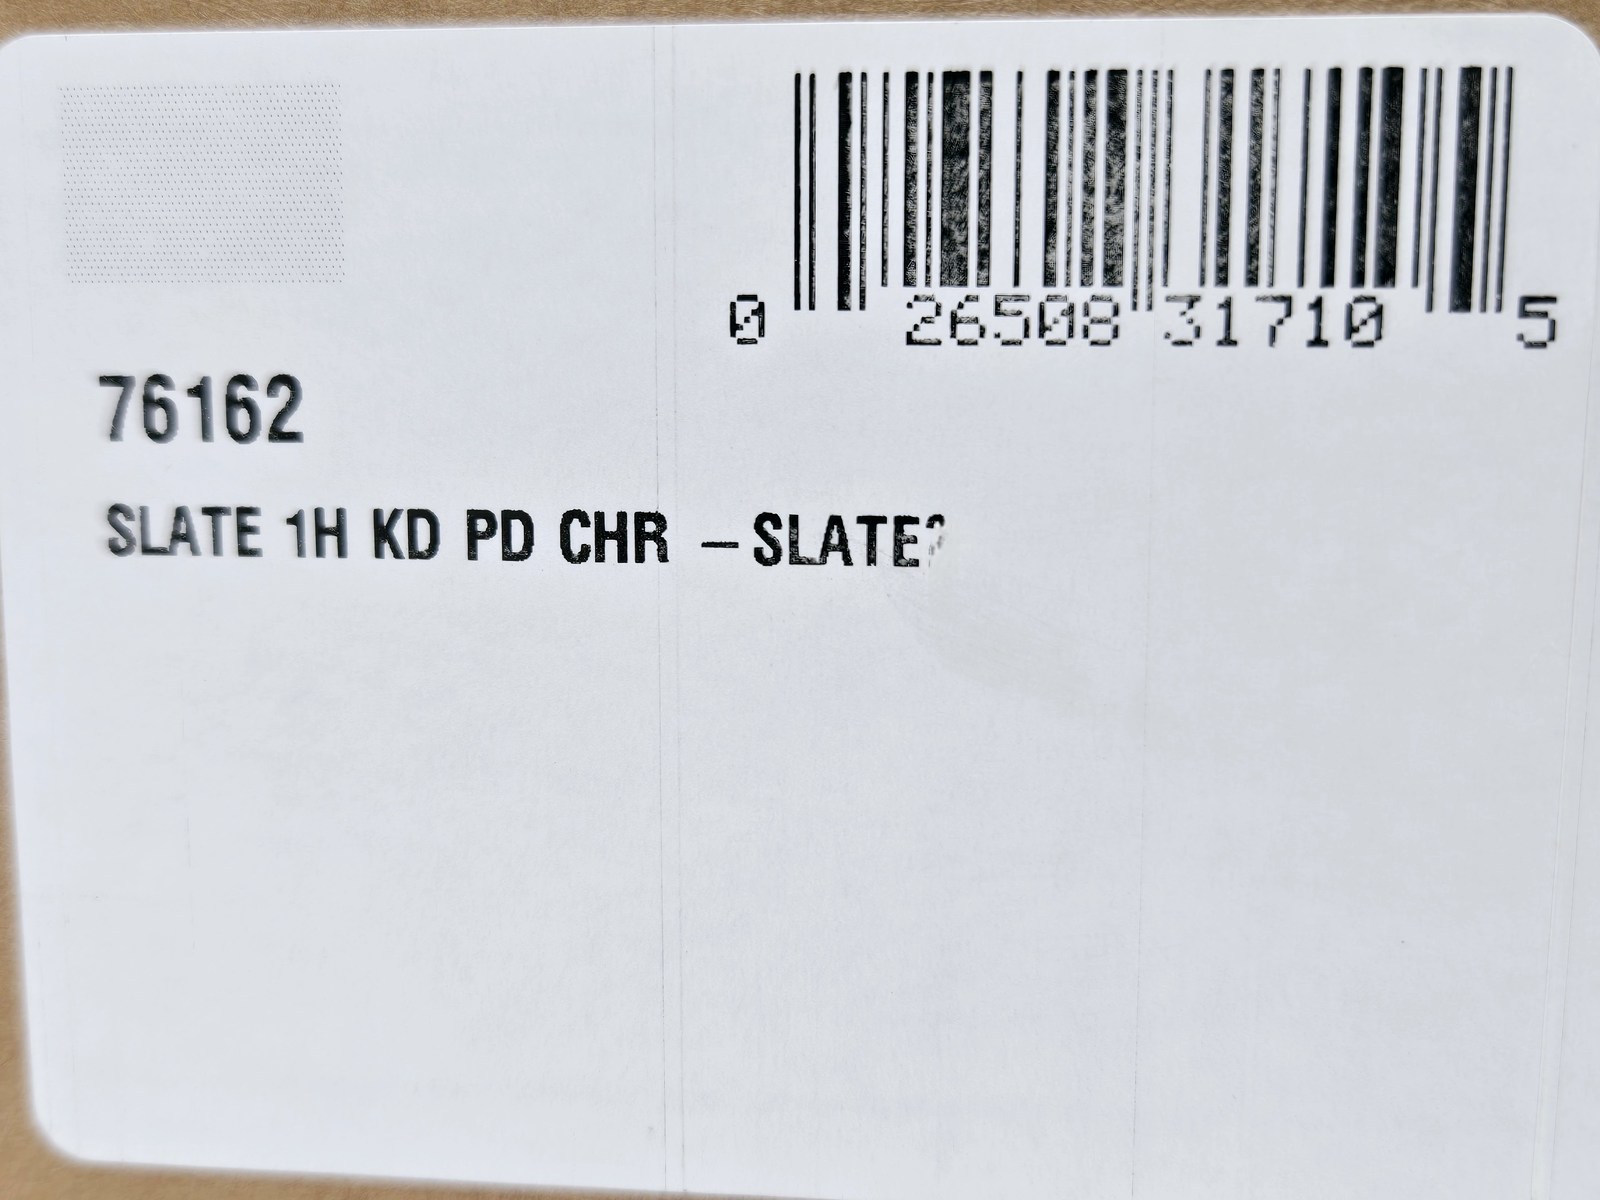 0 26508 31710 5
76162
SLATE 1H KD PD CHR –SLATE